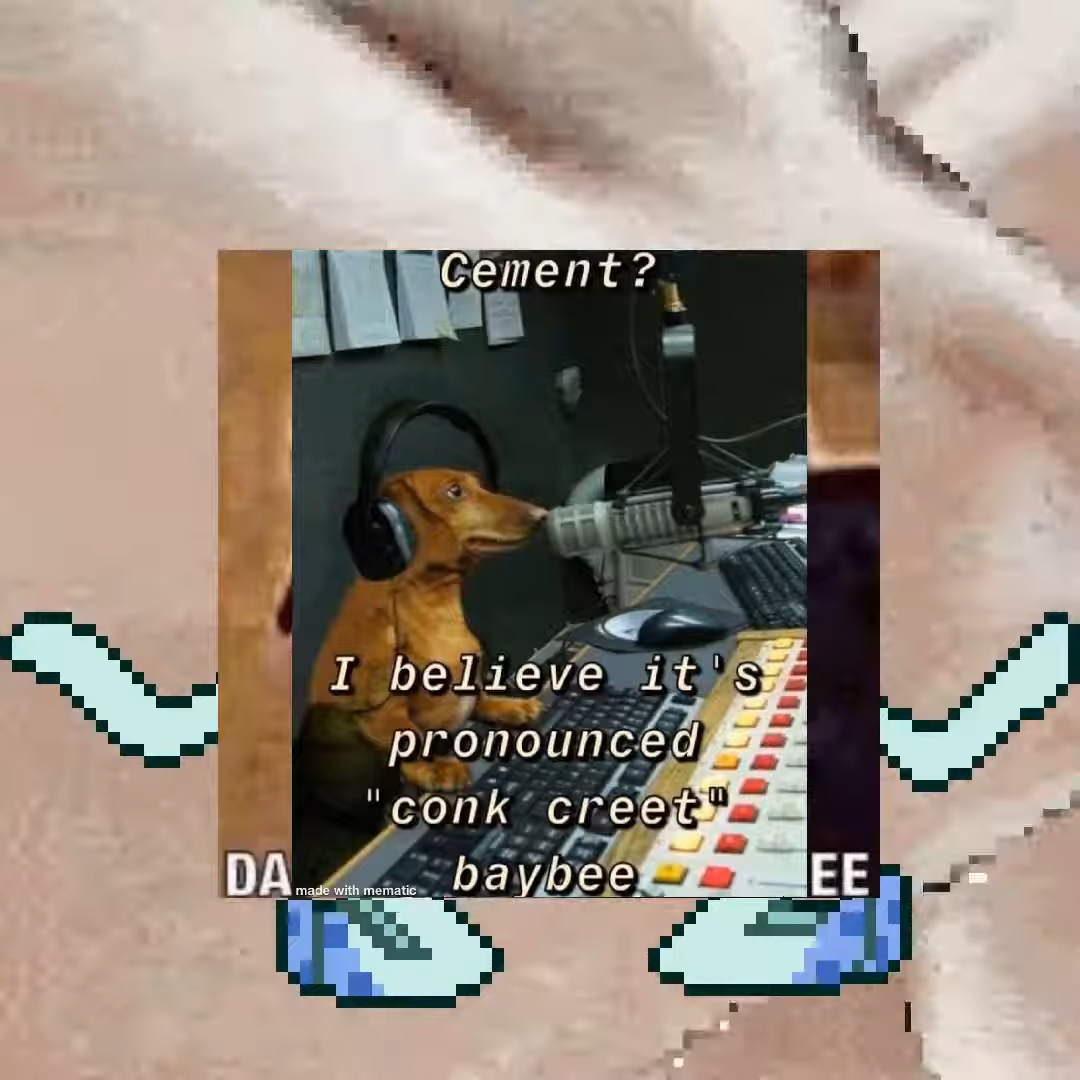 Cement?
I believe it's
pronounced
"conk creet"
baybee
DA
EE
made with mematic